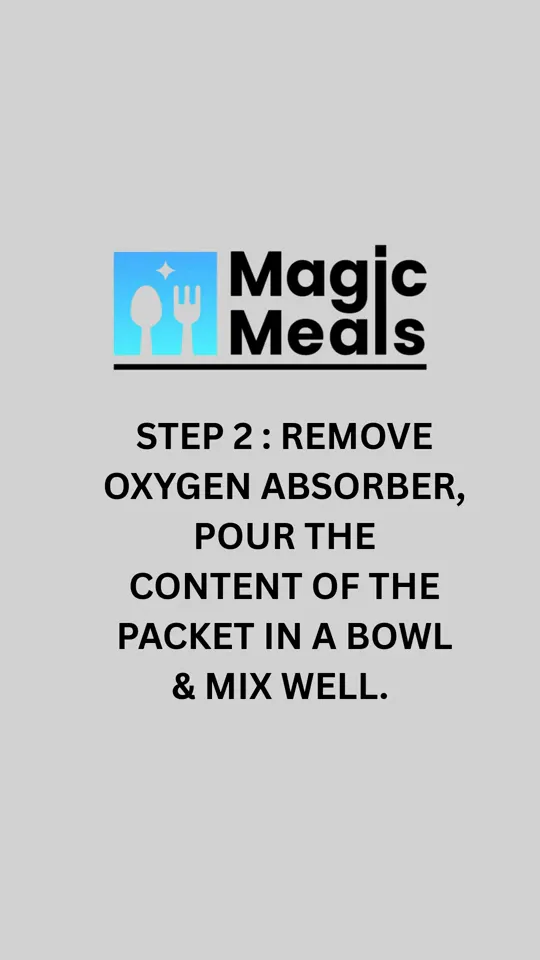 Magic
Meals
STEP 2 : REMOVE
OXYGEN ABSORBER,
POUR THE
CONTENT OF THE
PACKET IN A BOWL
& MIX WELL.